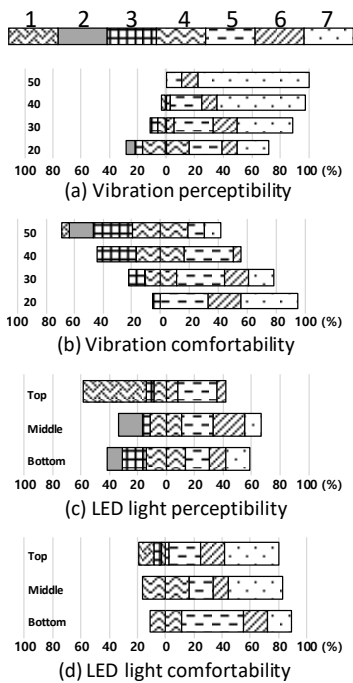 1 2 3 4 5 6 7
50
40
30
20
100 80 60 40 20 0 20 40 60 80 100 (%)
(a) Vibration perceptibility
50
40
30
20
100 80 60 40 20 0 20 40 60 80 100 (%)
(b) Vibration comfortability
Top
Middle
Bottom
100 80 60 40 20 0 20 40 60 80 100 (%)
(c) LED light perceptibility
Top
Middle
Bottom
100 80 60 40 20 0 20 40 60 80 100 (%)
(d) LED light comfortability